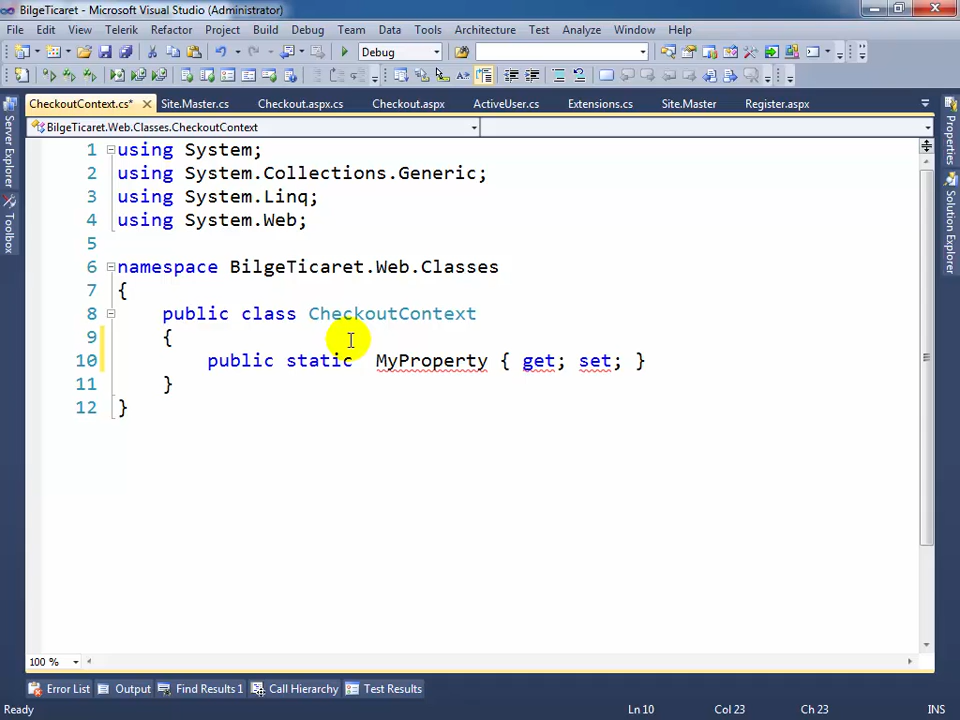 BilgeTicaret - Microsoft Visual Studio (Administrator)
File Edit View Telerik Refactor Project Build Debug Team Data Tools Architecture Test Analyze Window Help
Debug
CheckoutContext.cs* Site.Master.cs Checkout.aspx.cs Checkout.aspx ActiveUser.cs Extensions.cs Site.Master Register.aspx
BilgeTicaret.Web.Classes.CheckoutContext
1 using System;
2 using System.Collections.Generic;
3 using System.Linq;
4 using System.Web;
5
6 namespace BilgeTicaret.Web.Classes
7 {
8 public class CheckoutContext
9 {
10 public static MyProperty { get; set; }
11 }
12 }
Server Explorer
Toolbox
Properties
Solution Explorer
100 %
Error List Output Find Results 1 Call Hierarchy Test Results
Ready Ln 10 Col 23 Ch 23 INS